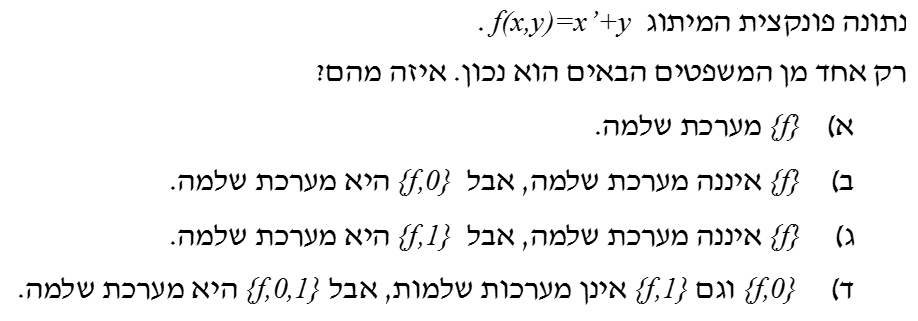 נתונה פונקצית המיתוג f(x,y)=x’+y .
רק אחד מן המשפטים הבאים הוא נכון. איזה מהם?
א) {f} מערכת שלמה.
ב) {f} איננה מערכת שלמה, אבל {f,0} היא מערכת שלמה.
ג) {f} איננה מערכת שלמה, אבל {f,1} היא מערכת שלמה.
ד) {f,0} וגם {f,1} אינן מערכות שלמות, אבל {f,0,1} היא מערכת שלמה.